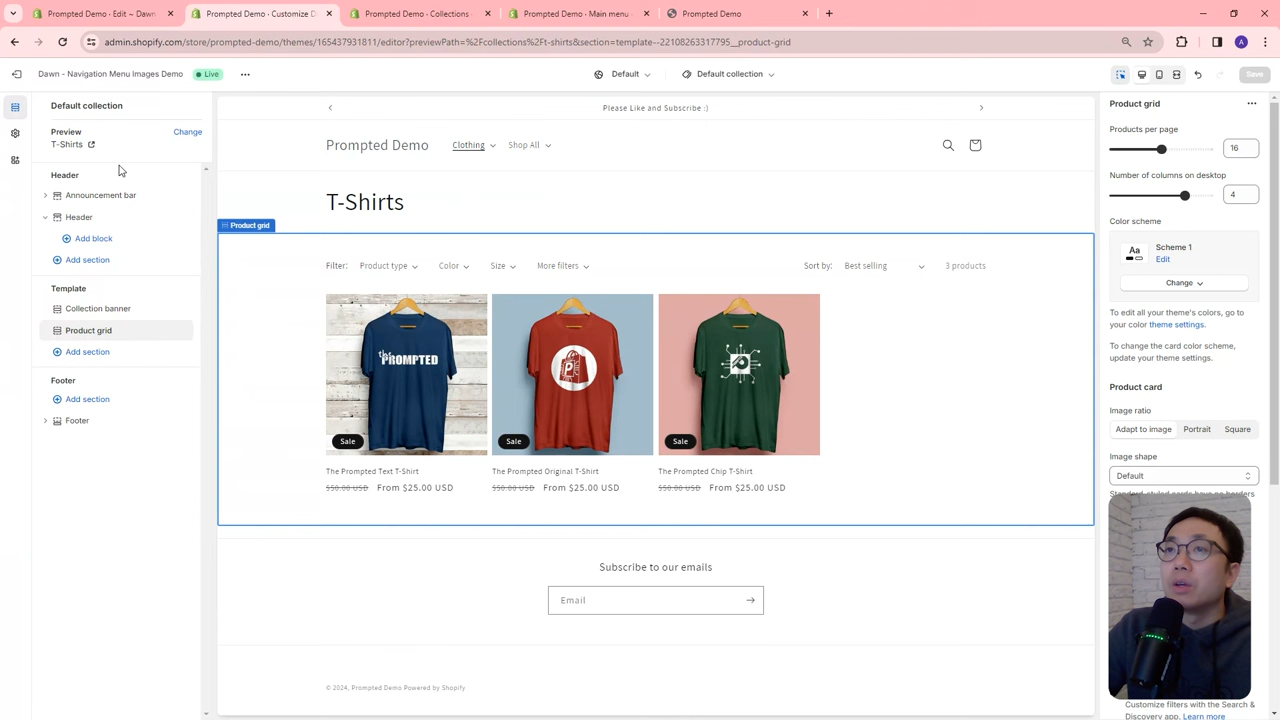 Prompted Demo - Edit ~ Dawn
Prompted Demo - Customize D
Prompted Demo - Collections
Prompted Demo - Main menu
Prompted Demo
admin.shopify.com/store/prompted-demo/themes/165437931811/editor?previewPath=%2Fcollections%2Ft-shirts&section=template--22108263317795__product-grid
A
Dawn - Navigation Menu Images Demo
Live
Default
Default collection
Save
Default collection
Preview
Change
T-Shirts
Header
Announcement bar
Header
Add block
Add section
Template
Collection banner
Product grid
Add section
Footer
Add section
Footer
Please Like and Subscribe :)
Prompted Demo
Clothing
Shop All
T-Shirts
Product grid
Filter:
Product type
Color
Size
More filters
Sort by:
Best selling
3 products
the PROMPTED
P
Sale
Sale
Sale
The Prompted Text T-Shirt
The Prompted Original T-Shirt
The Prompted Chip T-Shirt
$50.00 USD From $25.00 USD
$50.00 USD From $25.00 USD
$50.00 USD From $25.00 USD
Subscribe to our emails
Email
© 2024, Prompted Demo Powered by Shopify
Product grid
Products per page
16
Number of columns on desktop
4
Color scheme
Aa
Scheme 1
Edit
Change
To edit all your theme's colors, go to
your color theme settings.
To change the card color scheme,
update your theme settings.
Product card
Image ratio
Adapt to image
Portrait
Square
Image shape
Default
Standard-styled cards have no borders
Customize filters with the Search &
Discovery app. Learn more